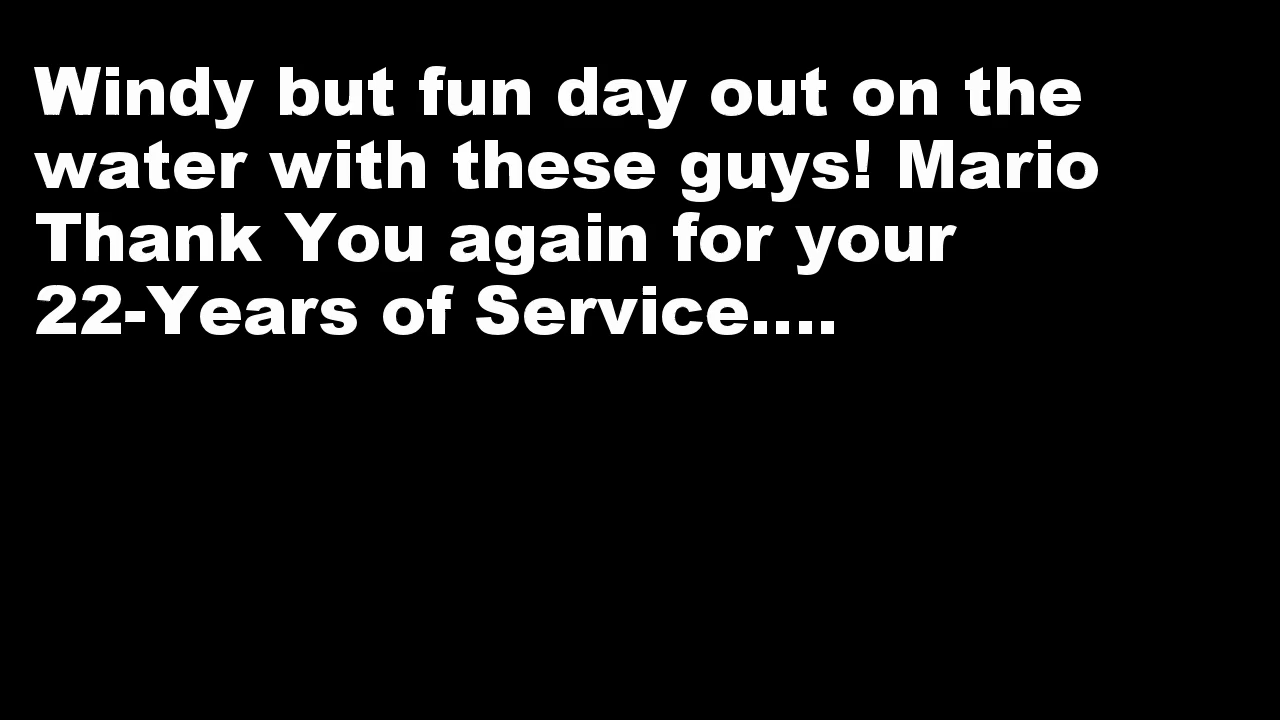 Windy but fun day out on the
water with these guys! Mario
Thank You again for your
22-Years of Service....